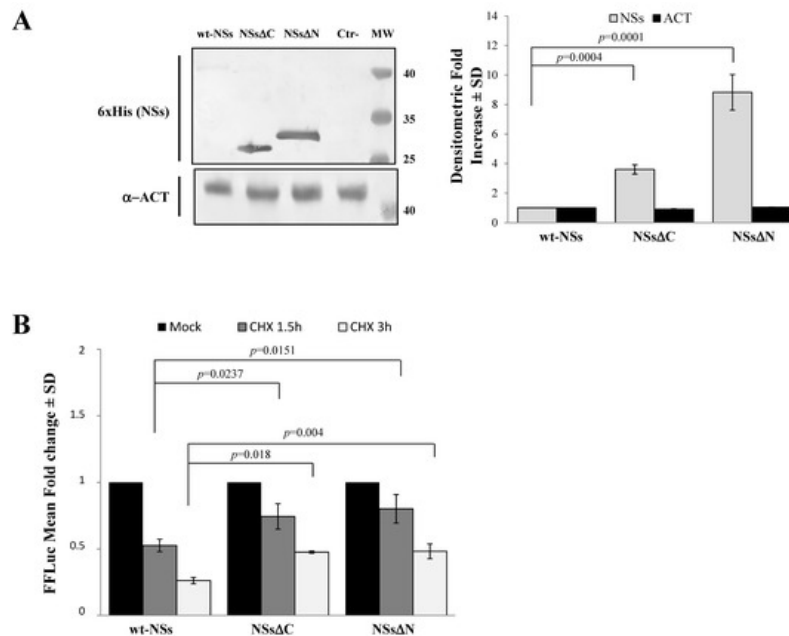 A
wt-NSs NSsΔC NSsΔN Ctr- MW
6xHis (NSs)
40
35
25
α–ACT
40
NSs ACT
p=0.0001
p=0.0004
Densitometric Fold
Increase ± SD
14
12
10
8
6
4
2
0
wt-NSs NSsΔC NSsΔN
B
Mock CHX 1.5h CHX 3h
FFLuc Mean Fold change ± SD
2
1.5
1
0.5
0
p=0.0151
p=0.0237
p=0.004
p=0.018
wt-NSs NSsΔC NSsΔN